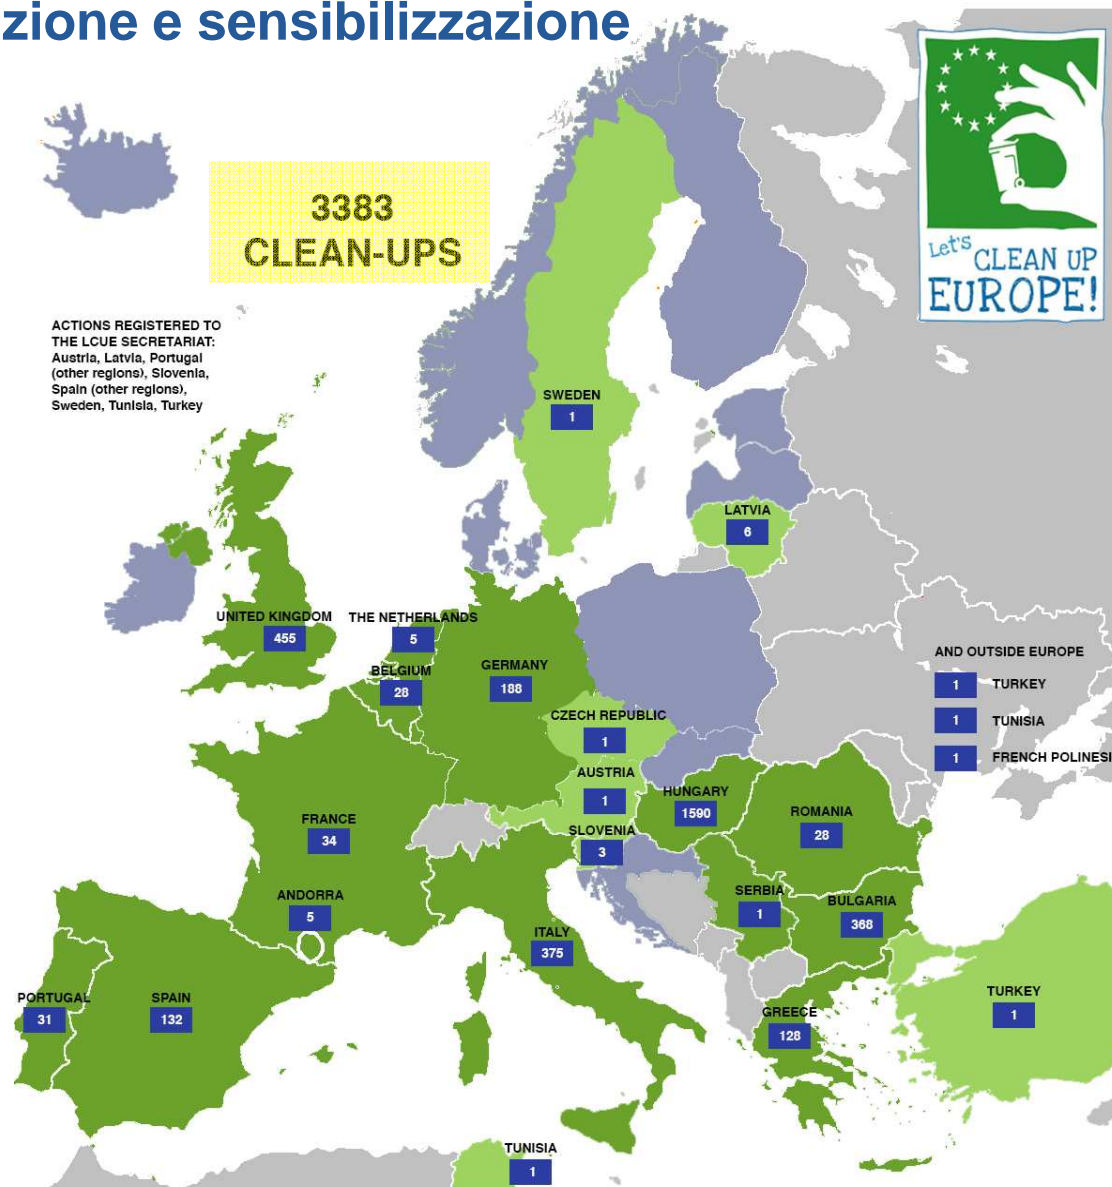 zione e sensibilizzazione
3383
CLEAN-UPS
Let's
CLEAN UP
EUROPE!
ACTIONS REGISTERED TO
THE LCUE SECRETARIAT:
Austria, Latvia, Portugal
(other regions), Slovenia,
Spain (other regions),
Sweden, Tunisia, Turkey
SWEDEN
1
LATVIA
6
UNITED KINGDOM
455
THE NETHERLANDS
5
BELGIUM
28
GERMANY
188
AND OUTSIDE EUROPE
1 TURKEY
1 TUNISIA
1 FRENCH POLINESI
CZECH REPUBLIC
1
AUSTRIA
1
HUNGARY
1590
SLOVENIA
3
ROMANIA
28
FRANCE
34
ANDORRA
5
SERBIA
1
BULGARIA
368
ITALY
375
PORTUGAL
31
SPAIN
132
GREECE
128
TURKEY
1
TUNISIA
1